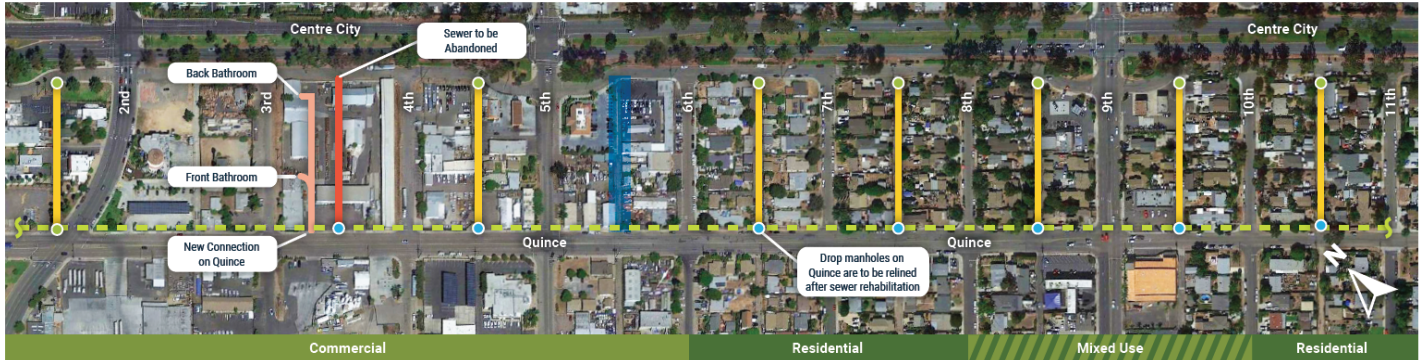 Centre City
Sewer to be
Abandoned
Centre City
Back Bathroom
2nd
3rd
4th
5th
6th
7th
8th
9th
10th
11th
Front Bathroom
New Connection
on Quince
Quince
Quince
Drop manholes on
Quince are to be relined
after sewer rehabilitation
N
Commercial
Residential
Mixed Use
Residential